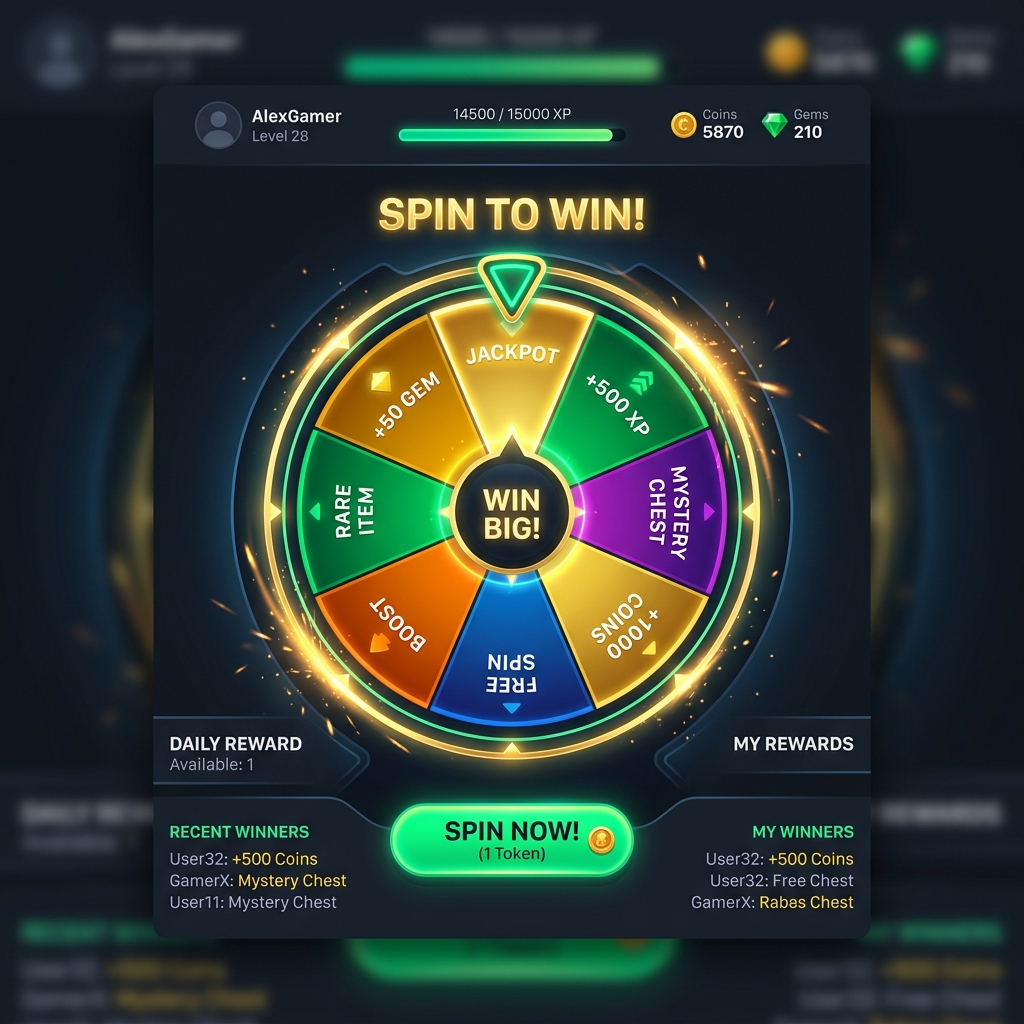 AlexGamer
Level 28
14500 / 15000 XP
Coins
5870
Gems
210
SPIN TO WIN!
JACKPOT
+500 XP
MYSTERY
CHEST
+1000
COINS
FREE
SPIN
BOOST
RARE
ITEM
+50 GEM
WIN
BIG!
DAILY REWARD
Available: 1
MY REWARDS
SPIN NOW!
(1 Token)
RECENT WINNERS
User32: +500 Coins
GamerX: Mystery Chest
User11: Mystery Chest
MY WINNERS
User32: +500 Coins
User32: Free Chest
GamerX: Rabas Chest